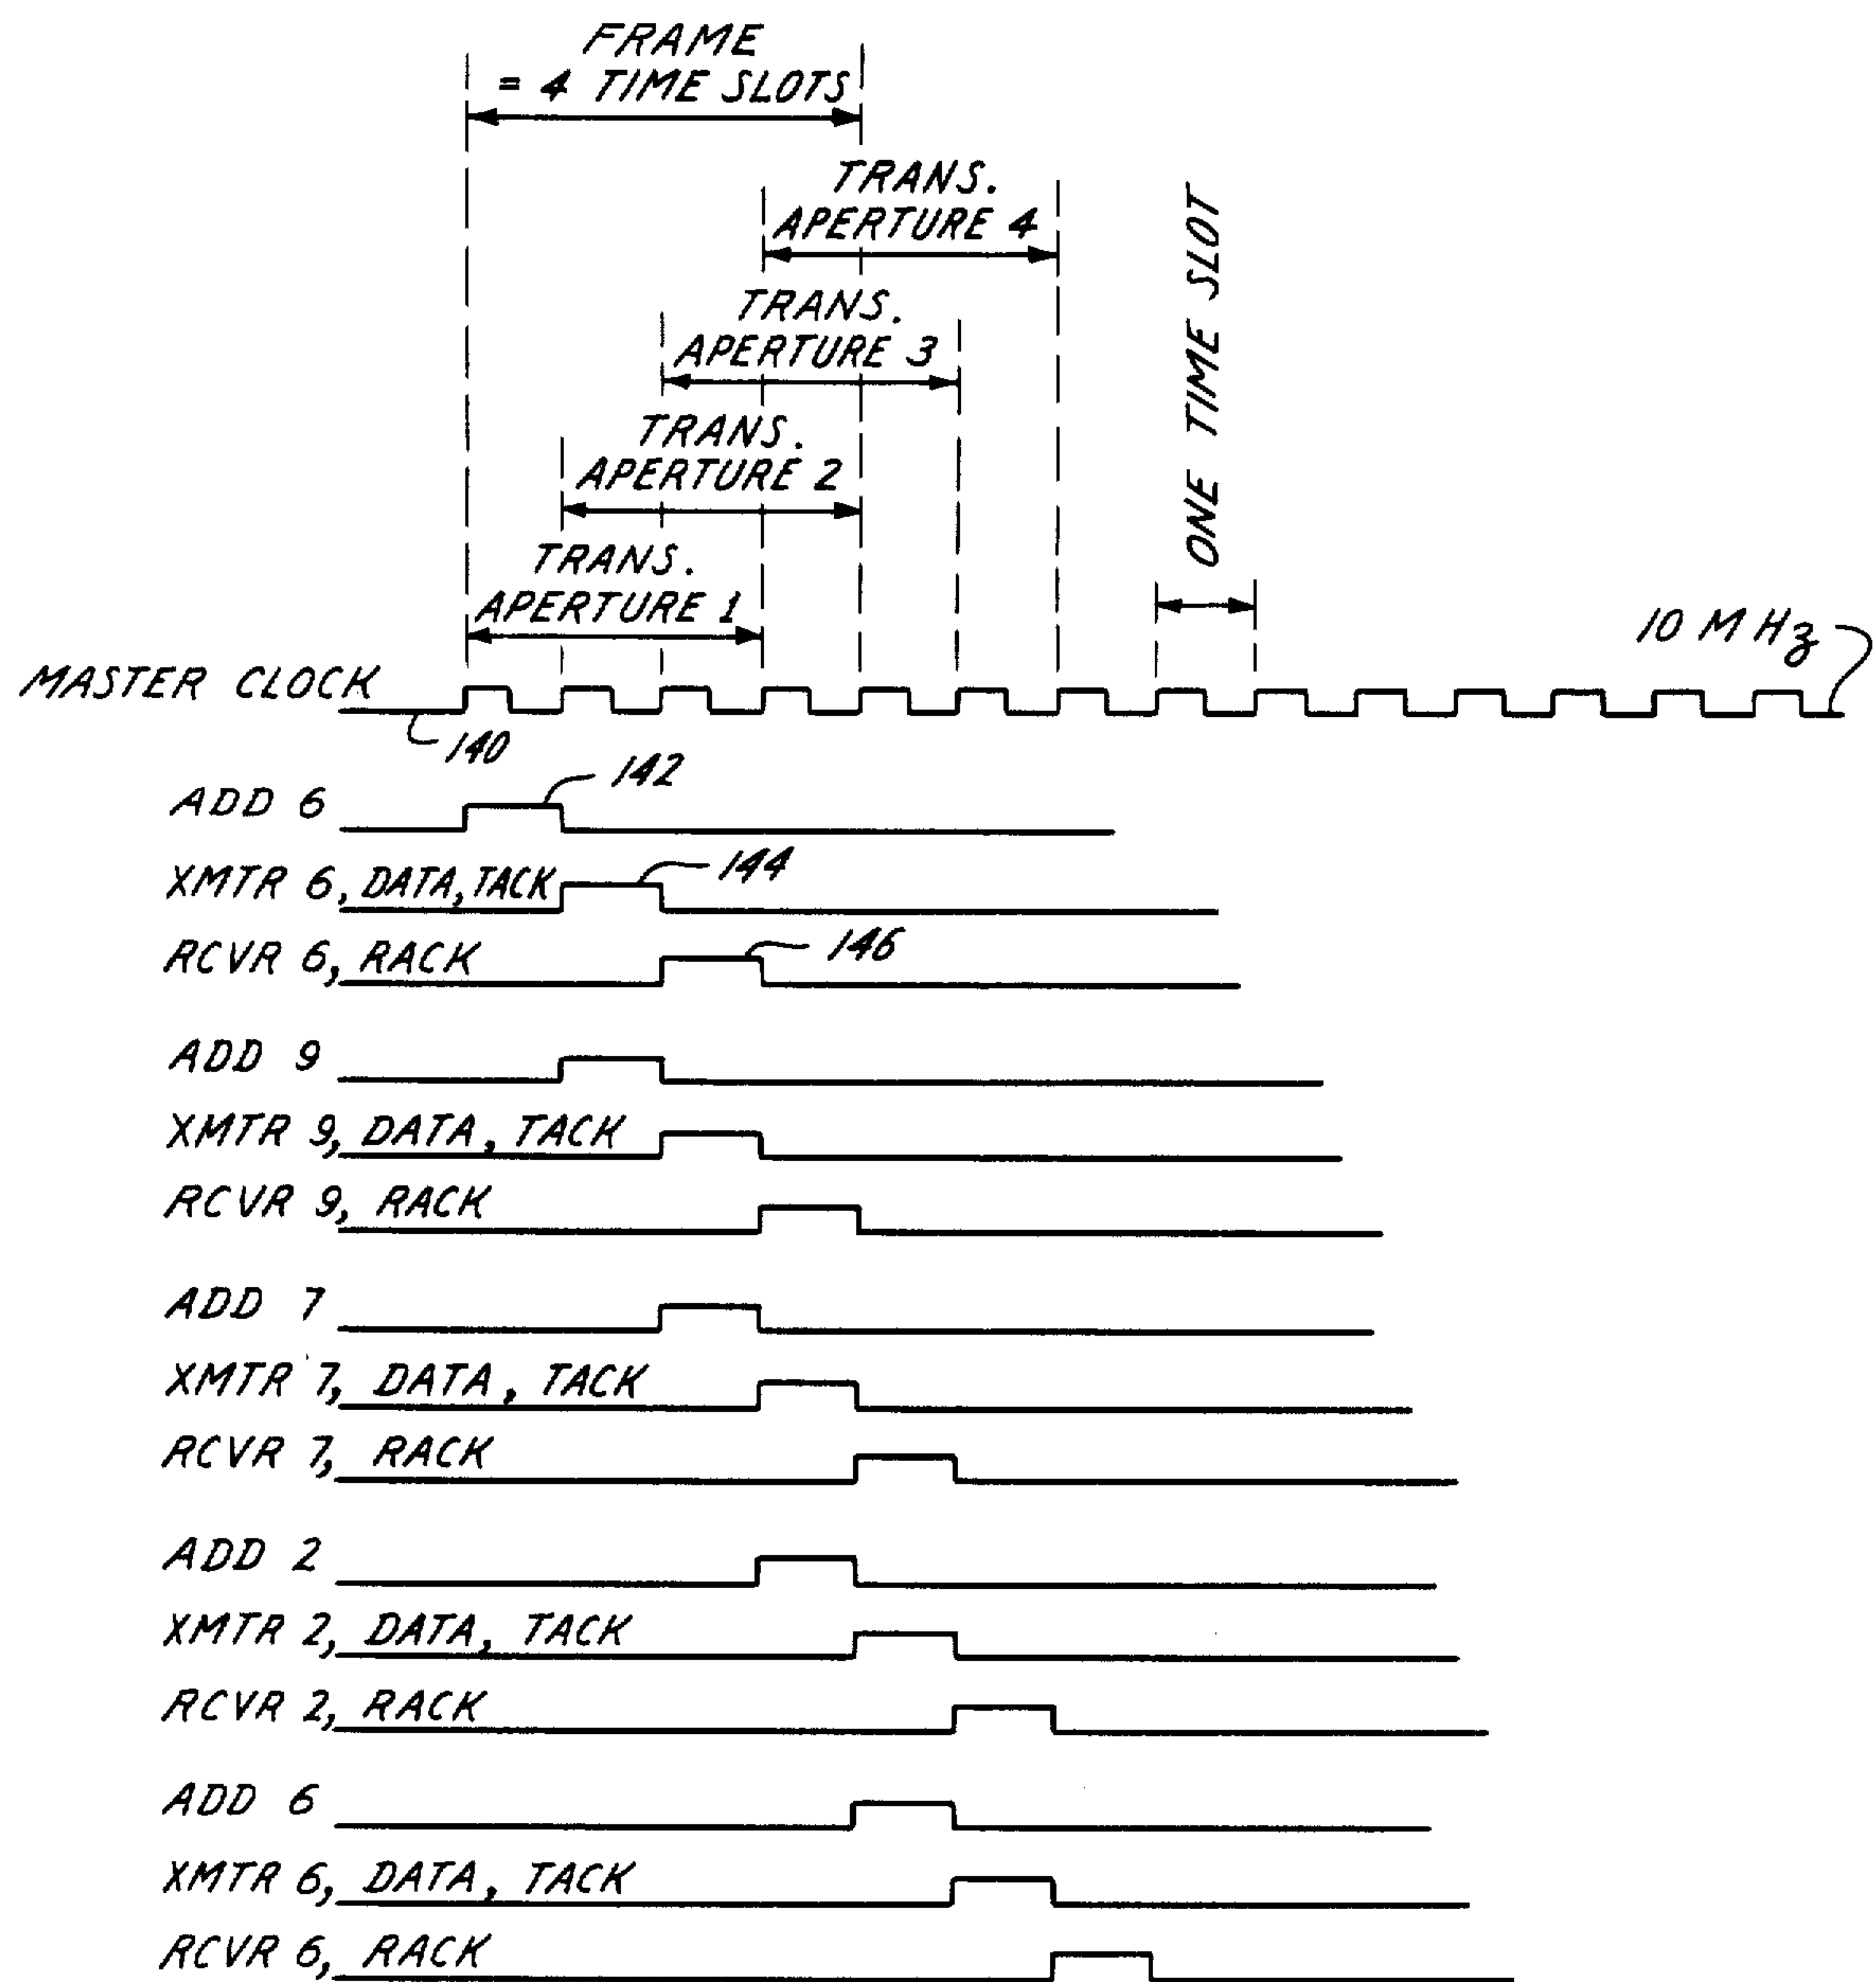 FRAME
= 4 TIME SLOTS
TRANS.
APERTURE 4
TRANS.
APERTURE 3
TRANS.
APERTURE 2
TRANS.
APERTURE 1
ONE TIME SLOT
10 MHz
MASTER CLOCK
140
ADD 6
142
XMTR 6, DATA, TACK
144
RCVR 6, RACK
146
ADD 9
XMTR 9, DATA, TACK
RCVR 9, RACK
ADD 7
XMTR 7, DATA, TACK
RCVR 7, RACK
ADD 2
XMTR 2, DATA, TACK
RCVR 2, RACK
ADD 6
XMTR 6, DATA, TACK
RCVR 6, RACK